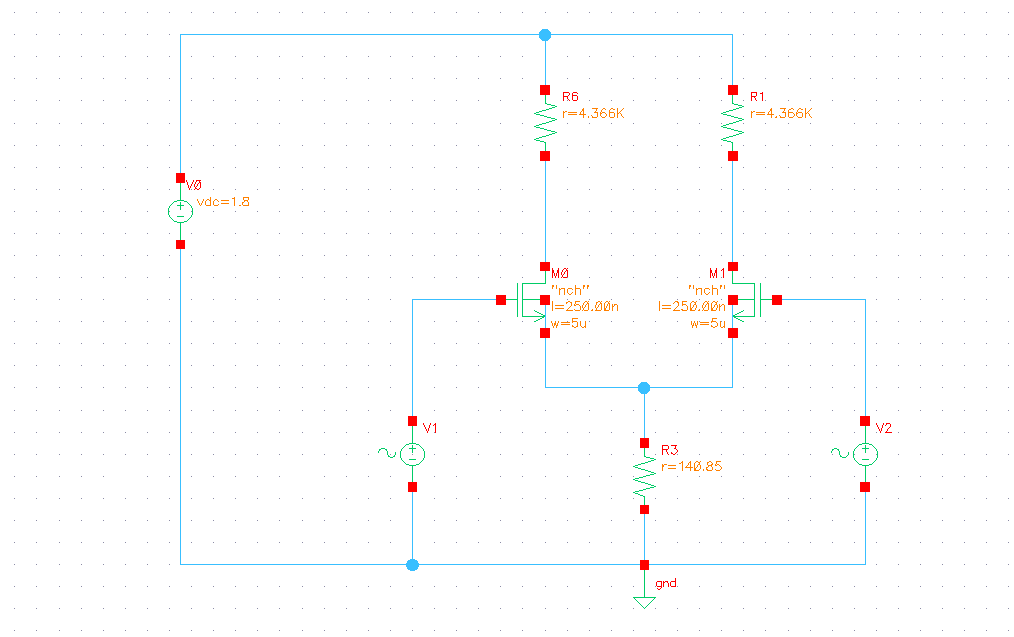 R6
r=4.366K
R1
r=4.366K
V0
vdc=1.8
M0
"nch"
l=250.00n
w=5u
M1
"nch"
l=250.00n
w=5u
V1
V2
R3
r=140.85
gnd